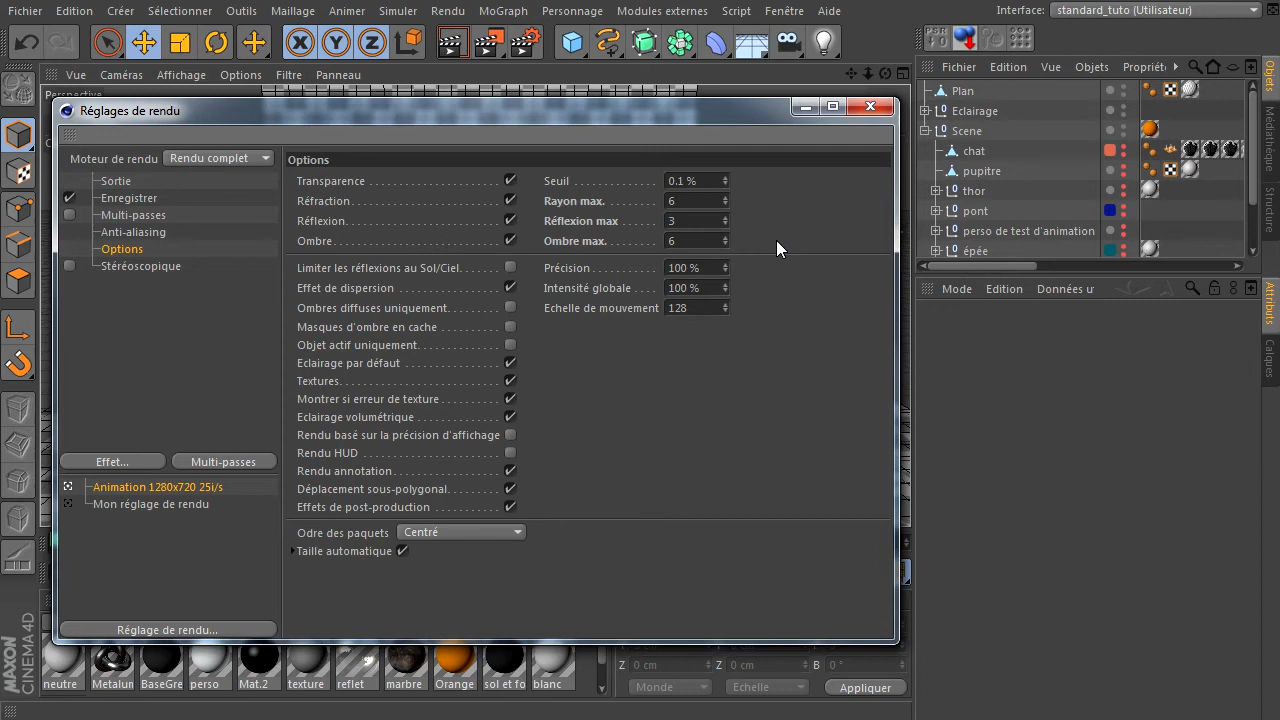 Fichier Edition Créer Sélectionner Outils Maillage Animer Simuler Rendu MoGraph Personnage Modules externes Script Fenêtre Aide Interface: standard_tuto (Utilisateur)
X Y Z PSR
Vue Caméras Affichage Options Filtre Panneau
Fichier Edition Vue Objets Propriéte
Perspective
Réglages de rendu
Moteur de rendu Rendu complet
Sortie
Enregistrer
Multi-passes
Anti-aliasing
Options
Stéréoscopique
Effet... Multi-passes
Animation 1280x720 25i/s
Mon réglage de rendu
Réglage de rendu...
Options
Transparence Seuil 0.1 %
Réfraction Rayon max. 6
Réflexion Réflexion max 3
Ombre Ombre max. 6
Limiter les réflexions au Sol/Ciel Précision 100 %
Effet de dispersion Intensité globale 100 %
Ombres diffuses uniquement Echelle de mouvement 128
Masques d'ombre en cache
Objet actif uniquement
Eclairage par défaut
Textures
Montrer si erreur de texture
Eclairage volumétrique
Rendu basé sur la précision d'affichage
Rendu HUD
Rendu annotation
Déplacement sous-polygonal
Effets de post-production
Odre des paquets Centré
Taille automatique
Plan
Eclairage
Scene
chat
pupitre
thor
pont
perso de test d'animation
épée
Mode Edition Données ut
Objets
Médiathèque
Structure
Attributs
Calques
neutre Metalum BaseGre perso Mat.2 texture reflet marbre Orange sol et fo blanc
Z 0 cm Z 0 cm B 0 °
Monde Echelle Appliquer
MAXON
CINEMA 4D